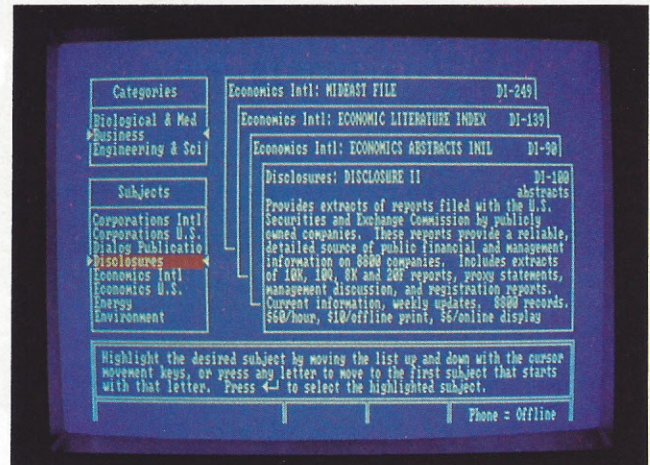 Categories
Biological & Med
Business
Engineering & Sci
Subjects
Corporations Intl
Corporations U.S.
Dialog Publicatio
Disclosures
Economics Intl
Economics U.S.
Energy
Environment
Economics Intl: MIDEAST FILE DI-249
Economics Intl: ECONOMIC LITERATURE INDEX DI-139
Economics Intl: ECONOMICS ABSTRACTS INIL DI-90
Disclosures: DISCLOSURE II DI-100
abstracts
Provides extracts of reports filed with the U.S.
Securities and Exchange Commission by publicly
owned companies. These reports provide a reliable,
detailed source of public financial and management
information on 8800 companies. Includes extracts
of 10K, 10Q, 8K and 20F reports, proxy statements,
management discussion, and registration reports.
Current information, weekly updates. 8800 records.
$60/hour, $10/offline print, $6/online display
Highlight the desired subject by moving the list up and down with the cursor
movement keys, or press any letter to move to the first subject that starts
with that letter. Press ↵ to select the highlighted subject.
Phone = Offline